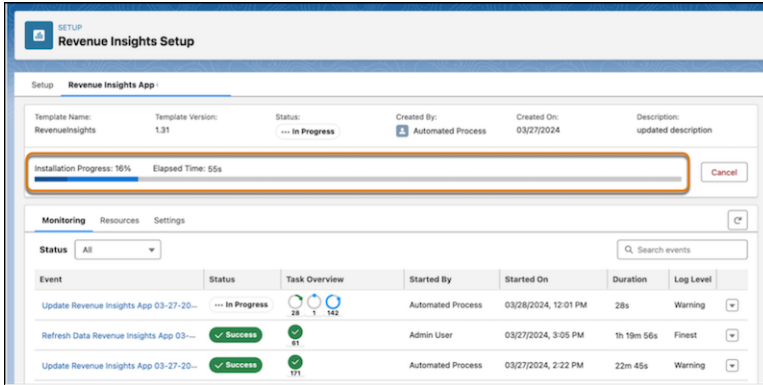 SETUP
Revenue Insights Setup
Setup Revenue Insights App
Template Name: Template Version: Status: Created By: Created On: Description:
RevenueInsights 1.31 In Progress Automated Process 03/27/2024 updated description
Installation Progress: 16% Elapsed Time: 55s
Cancel
Monitoring Resources Settings
Status All Search events
Event Status Task Overview Started By Started On Duration Log Level
Update Revenue Insights App 03-27-20... In Progress 28 1 142 Automated Process 03/28/2024, 12:01 PM 28s Warning
Refresh Data Revenue Insights App 03-... Success 61 Admin User 03/27/2024, 3:05 PM 1h 19m 56s Finest
Update Revenue Insights App 03-27-20... Success 171 Automated Process 03/27/2024, 2:22 PM 22m 45s Warning